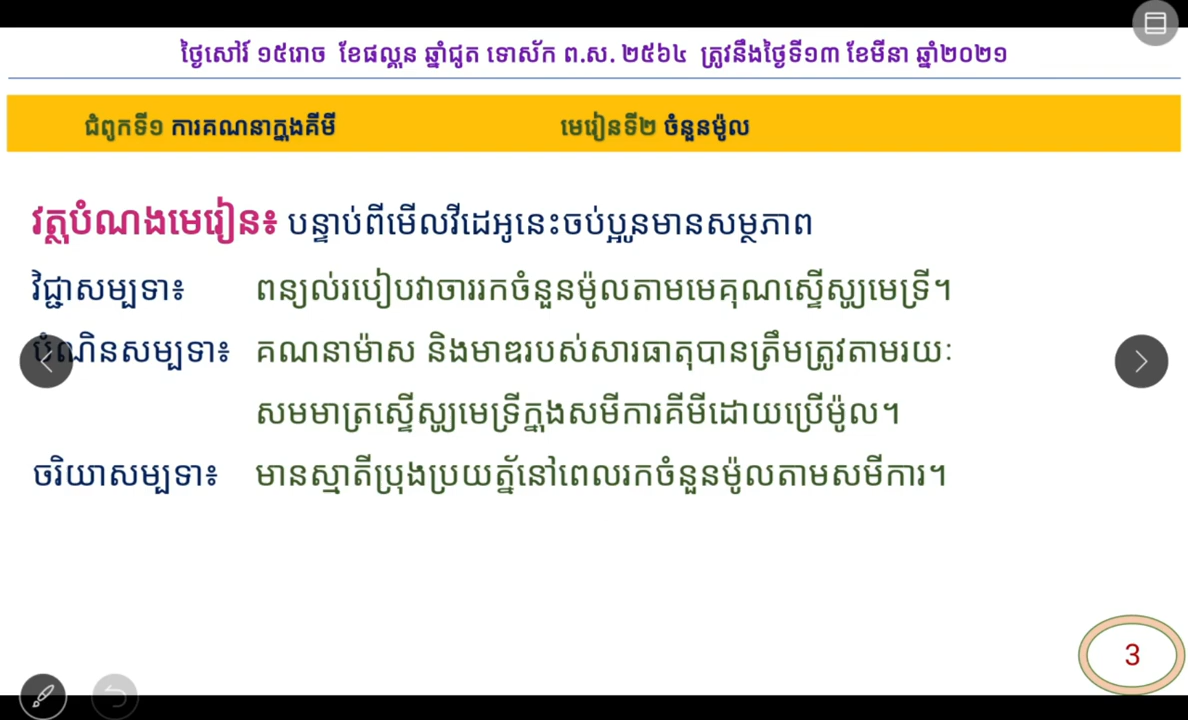 ថ្ងៃសៅរ៍ ១៥រោច ខែផល្គុន ឆ្នាំជូត ទោស័ក ព.ស. ២៥៦៤ ត្រូវនឹងថ្ងៃទី១៣ ខែមីនា ឆ្នាំ២០២១
ជំពូកទី១ ការគណនាក្នុងគីមី មេរៀនទី២ ចំនួនម៉ូល
វត្ថុបំណងមេរៀន៖ បន្ទាប់ពីមើលវីដេអូនេះចប់ប្អូនមានសម្ថភាព
វិជ្ជាសម្បទា៖ ពន្យល់របៀបវាចាររកចំនួនម៉ូលតាមមេគុណស្ទើស្យូមេទ្រី។
បំណិនសម្បទា៖ គណនាម៉ាស និងមាឌរបស់សារធាតុបានត្រឹមត្រូវតាមរយៈ
សមមាត្រស្ទើស្យូមេទ្រីក្នុងសមីការគីមីដោយប្រើម៉ូល។
ចរិយាសម្បទា៖ មានស្មាតីប្រុងប្រយត្ន័នៅពេលរកចំនួនម៉ូលតាមសមីការ។
3